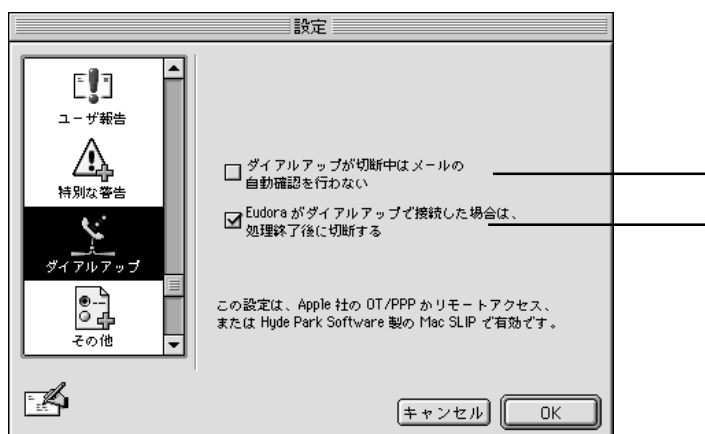 設定
ユーザ報告
特別な警告
ダイアルアップ
その他
ダイアルアップが切断中はメールの
自動確認を行わない
Eudora がダイアルアップで接続した場合は、
処理終了後に切断する
この設定は、Apple 社の OT/PPP かリモートアクセス、
または Hyde Park Software 製の Mac SLIP で有効です。
キャンセル
OK